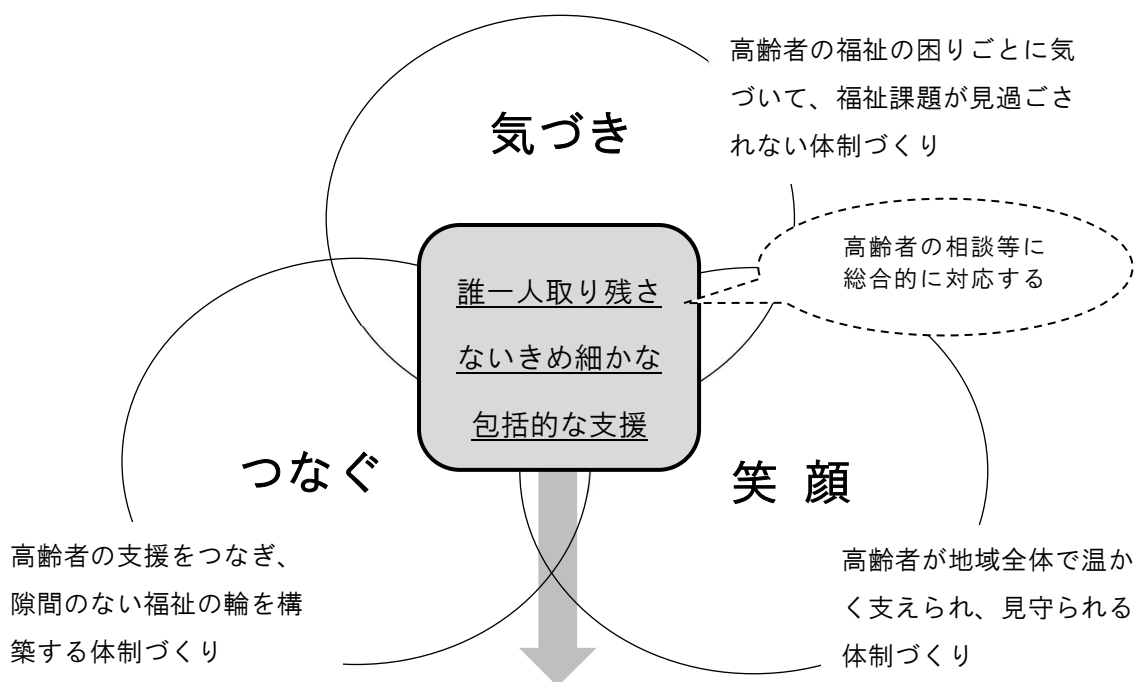 高齢者の福祉の困りごとに気
づいて、福祉課題が見過ごさ
れない体制づくり
気づき
高齢者の相談等に
総合的に対応する
誰一人取り残さ
ないきめ細かな
包括的な支援
つなぐ
笑 顔
高齢者の支援をつなぎ、
隙間のない福祉の輪を構
築する体制づくり
高齢者が地域全体で温か
く支えられ、見守られる
体制づくり